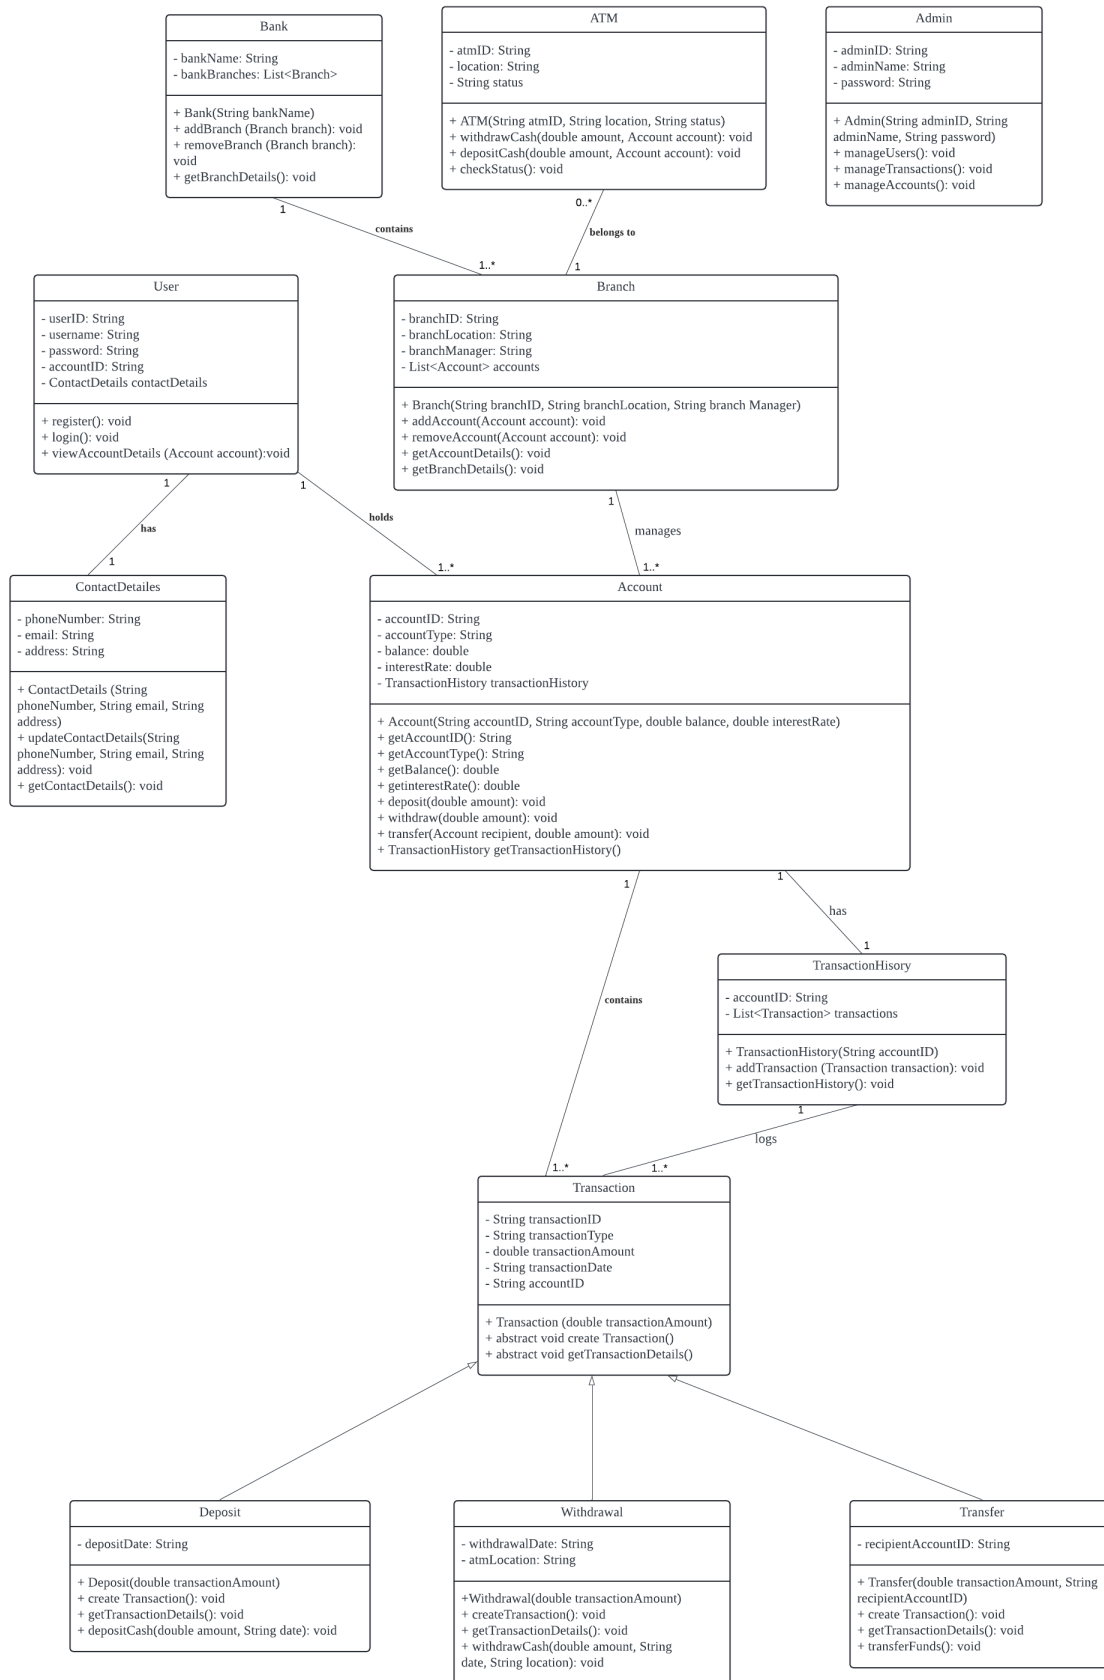 Bank
- bankName: String
- bankBranches: List<Branch>
+ Bank(String bankName)
+ addBranch (Branch branch): void
+ removeBranch (Branch branch):
void
+ getBranchDetails(): void
ATM
- atmID: String
- location: String
- String status
+ ATM(String atmID, String location, String status)
+ withdrawCash(double amount, Account account): void
+ depositCash(double amount, Account account): void
+ checkStatus(): void
Admin
- adminID: String
- adminName: String
- password: String
+ Admin(String adminID, String
adminName, String password)
+ manageUsers(): void
+ manageTransactions(): void
+ manageAccounts(): void
1
contains
1..*
0..*
belongs to
1
User
- userID: String
- username: String
- password: String
- accountID: String
- ContactDetails contactDetails
+ register(): void
+ login(): void
+ viewAccountDetails (Account account):void
Branch
- branchID: String
- branchLocation: String
- branchManager: String
- List<Account> accounts
+ Branch(String branchID, String branchLocation, String branch Manager)
+ addAccount(Account account): void
+ removeAccount(Account account): void
+ getAccountDetails(): void
+ getBranchDetails(): void
1
has
1
1
holds
1..*
1
manages
1..*
ContactDetailes
- phoneNumber: String
- email: String
- address: String
+ ContactDetails (String
phoneNumber, String email, String
address)
+ updateContactDetails(String
phoneNumber, String email, String
address): void
+ getContactDetails(): void
Account
- accountID: String
- accountType: String
- balance: double
- interestRate: double
- TransactionHistory transactionHistory
+ Account(String accountID, String accountType, double balance, double interestRate)
+ getAccountID(): String
+ getAccountType(): String
+ getBalance(): double
+ getinterestRate(): double
+ deposit(double amount): void
+ withdraw(double amount): void
+ transfer(Account recipient, double amount): void
+ TransactionHistory getTransactionHistory()
1
contains
1..*
1
has
1
TransactionHisory
- accountID: String
- List<Transaction> transactions
+ TransactionHistory(String accountID)
+ addTransaction (Transaction transaction): void
+ getTransactionHistory(): void
1
logs
1..*
Transaction
- String transactionID
- String transactionType
- double transactionAmount
- String transactionDate
- String accountID
+ Transaction (double transactionAmount)
+ abstract void create Transaction()
+ abstract void getTransactionDetails()
Deposit
- depositDate: String
+ Deposit(double transactionAmount)
+ create Transaction(): void
+ getTransactionDetails(): void
+ depositCash(double amount, String date): void
Withdrawal
- withdrawalDate: String
- atmLocation: String
+Withdrawal(double transactionAmount)
+ createTransaction(): void
+ getTransactionDetails(): void
+ withdrawCash(double amount, String
date, String location): void
Transfer
- recipientAccountID: String
+ Transfer(double transactionAmount, String
recipientAccountID)
+ create Transaction(): void
+ getTransactionDetails(): void
+ transferFunds(): void